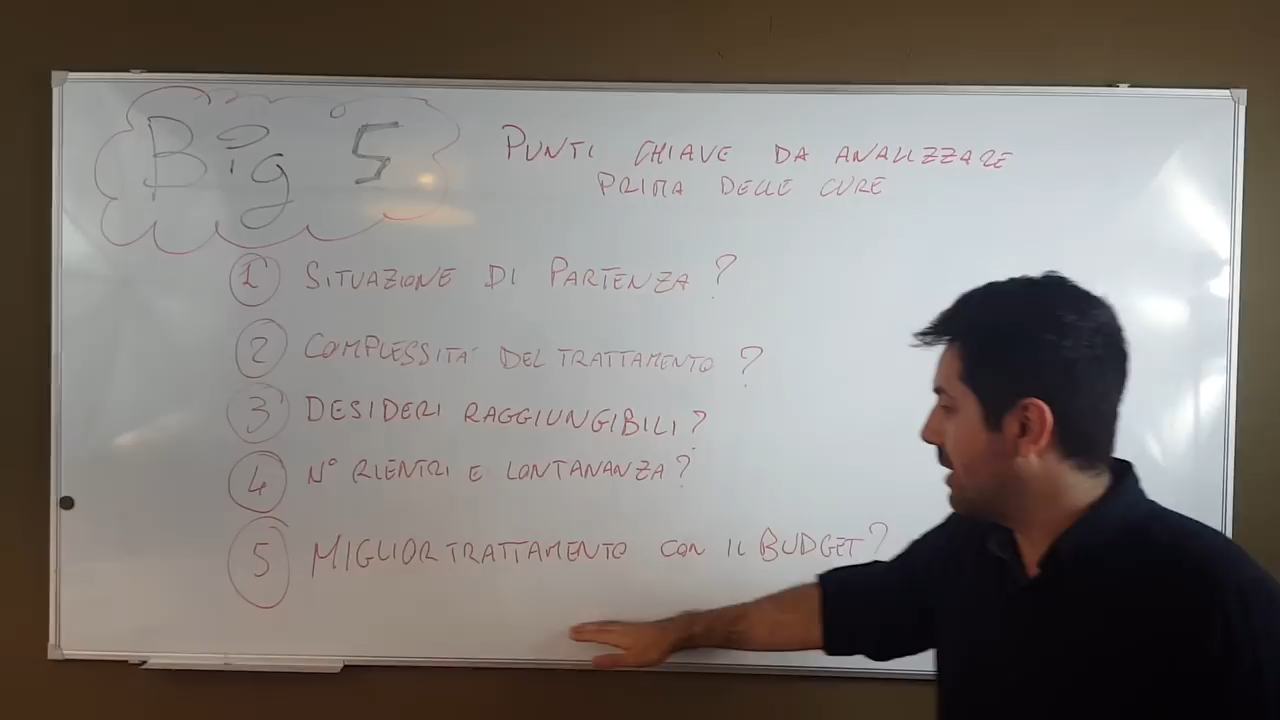 Big 5
PUNTI CHIAVE DA ANALIZZARE
PRIMA DELLE CURE
1 SITUAZIONE DI PARTENZA?
2 COMPLESSITA' DEL TRATTAMENTO?
3 DESIDERI RAGGIUNGIBILI?
4 N° RIENTRI E LONTANANZA?
5 MIGLIOR TRATTAMENTO CON IL BUDGET?